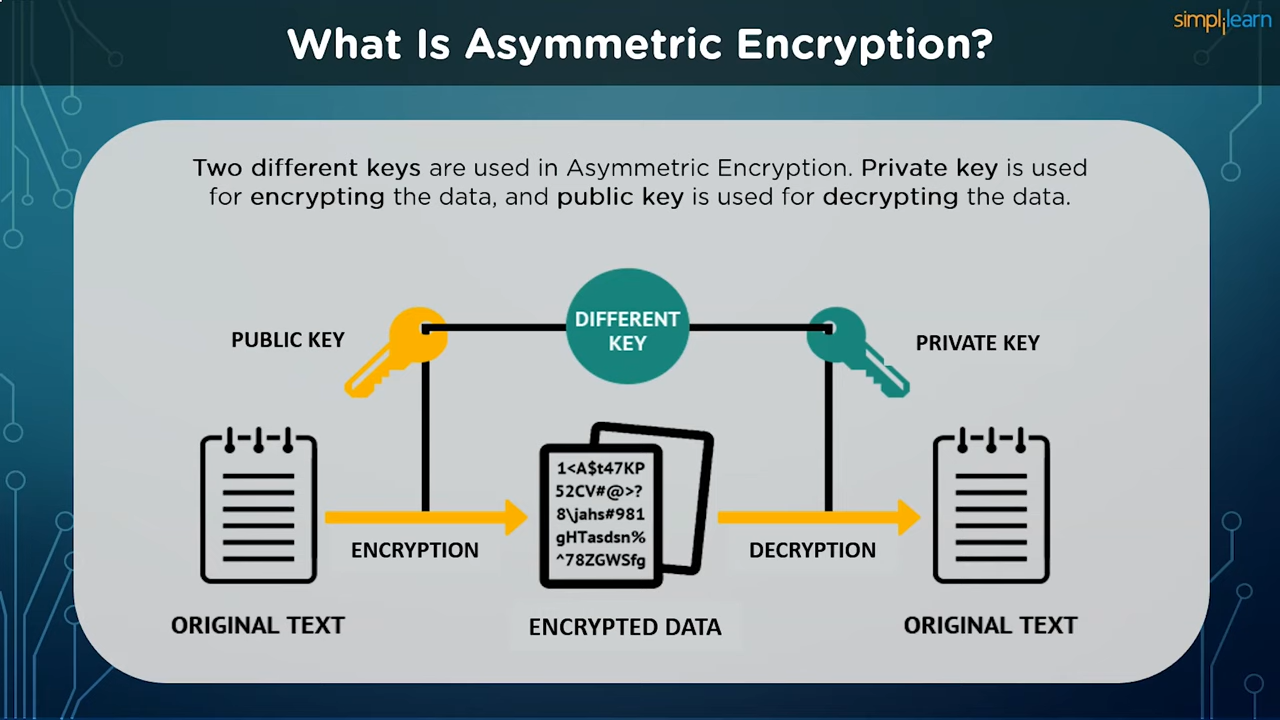 What Is Asymmetric Encryption?
simplilearn
Two different keys are used in Asymmetric Encryption. Private key is used
for encrypting the data, and public key is used for decrypting the data.
DIFFERENT
KEY
PUBLIC KEY
PRIVATE KEY
1<A$t47KP
52CV#@>?
8\jahs#981
gHTasdsn%
^78ZGWSfg
ENCRYPTION
DECRYPTION
ORIGINAL TEXT
ENCRYPTED DATA
ORIGINAL TEXT